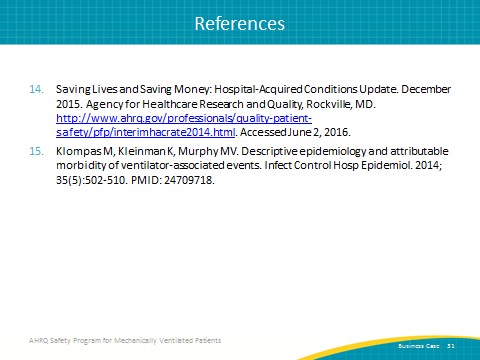 References
14. Saving Lives and Saving Money: Hospital-Acquired Conditions Update. December
2015. Agency for Healthcare Research and Quality, Rockville, MD.
http://www.ahrq.gov/professionals/quality-patient-
safety/pfp/interimhacrate2014.html. Accessed June 2, 2016.
15. Klompas M, Kleinman K, Murphy MV. Descriptive epidemiology and attributable
morbidity of ventilator-associated events. Infect Control Hosp Epidemiol. 2014;
35(5):502-510. PMID: 24709718.
AHRQ Safety Program for Mechanically Ventilated Patients
Business Case 31